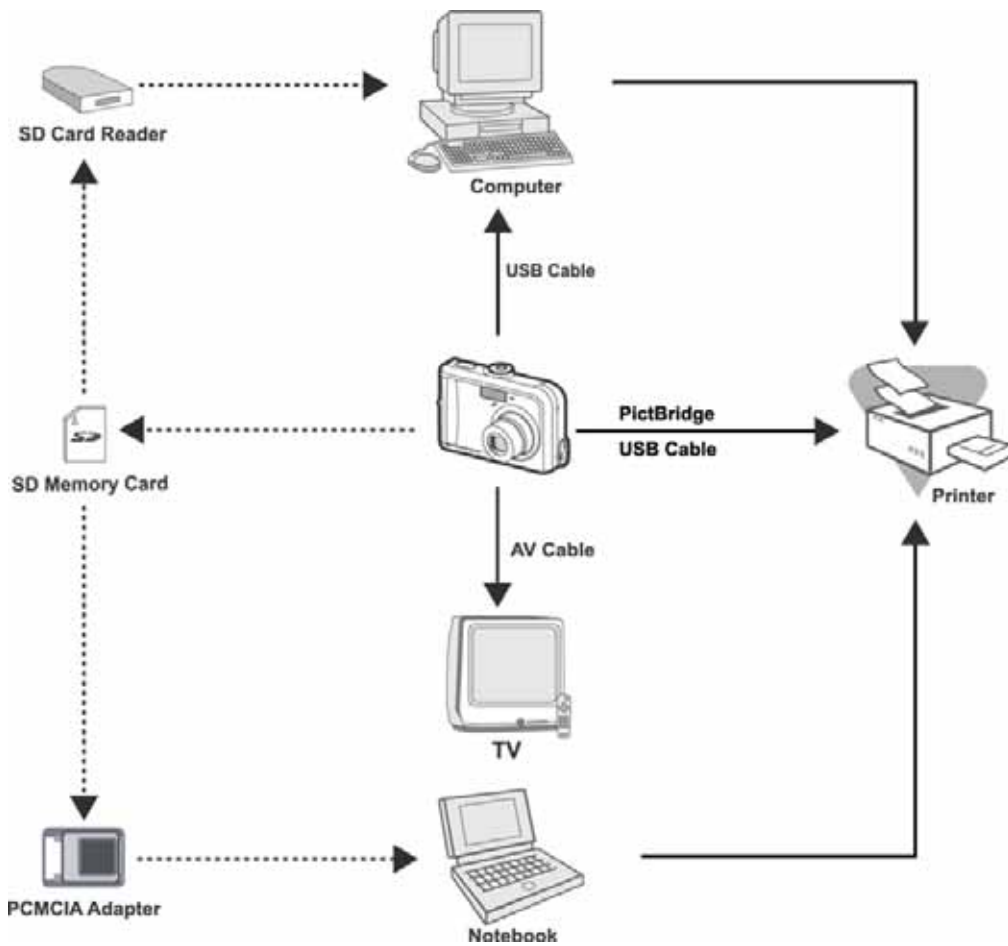 SD Card Reader
Computer
USB Cable
PictBridge
USB Cable
SD
SD Memory Card
Printer
AV Cable
TV
PCMCIA Adapter
Notebook